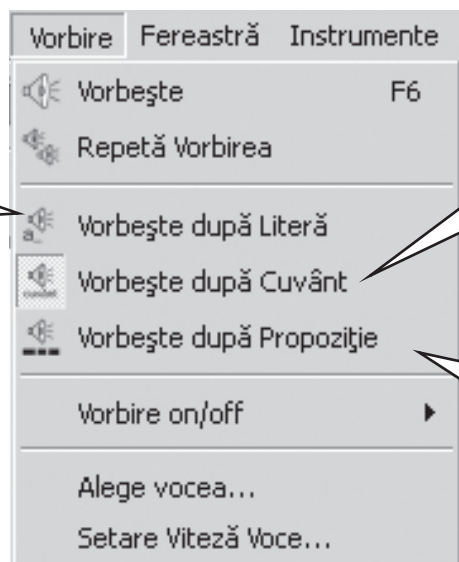 Vorbire Fereastră Instrumente
Vorbeşte F6
Repetă Vorbirea
a_ Vorbeşte după Literă
Vorbeşte după Cuvânt
Vorbeşte după Propoziţie
Vorbire on/off
Alege vocea...
Setare Viteză Voce...